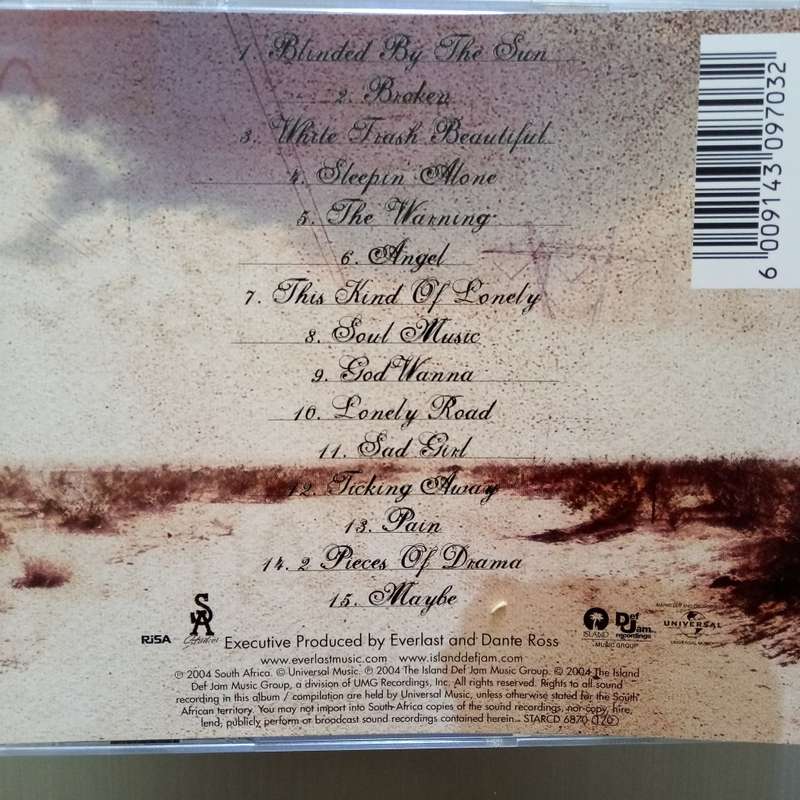 1. Blinded By The Sun
2. Broken
3. White Trash Beautiful
4. Sleepin' Alone
5. The Warning
6. Angel
7. This Kind Of Lonely
8. Soul Music
9. God Wanna
10. Lonely Road
11. Sad Girl
12. Ticking Away
13. Pain
14. 2 Pieces Of Drama
15. Maybe
6 009143 097032
RiSA
SA
ISLAND
Def Jam recordings
MUSIC GROUP
UNIVERSAL
Executive Produced by Everlast and Dante Ross
www.everlastmusic.com www.islanddefjam.com
℗ 2004 South Africa. © Universal Music. ℗ 2004 The Island Def Jam Music Group. © 2004 The Island
Def Jam Music Group, a division of UMG Recordings, Inc. All rights reserved. Rights to all sound
recording in this album / compilation are held by Universal Music, unless otherwise stated for the South
African territory. You may not import into South Africa copies of the sound recordings, nor copy, hire,
lend, publicly perform or broadcast sound recordings contained herein. STARCD 6870 (120)